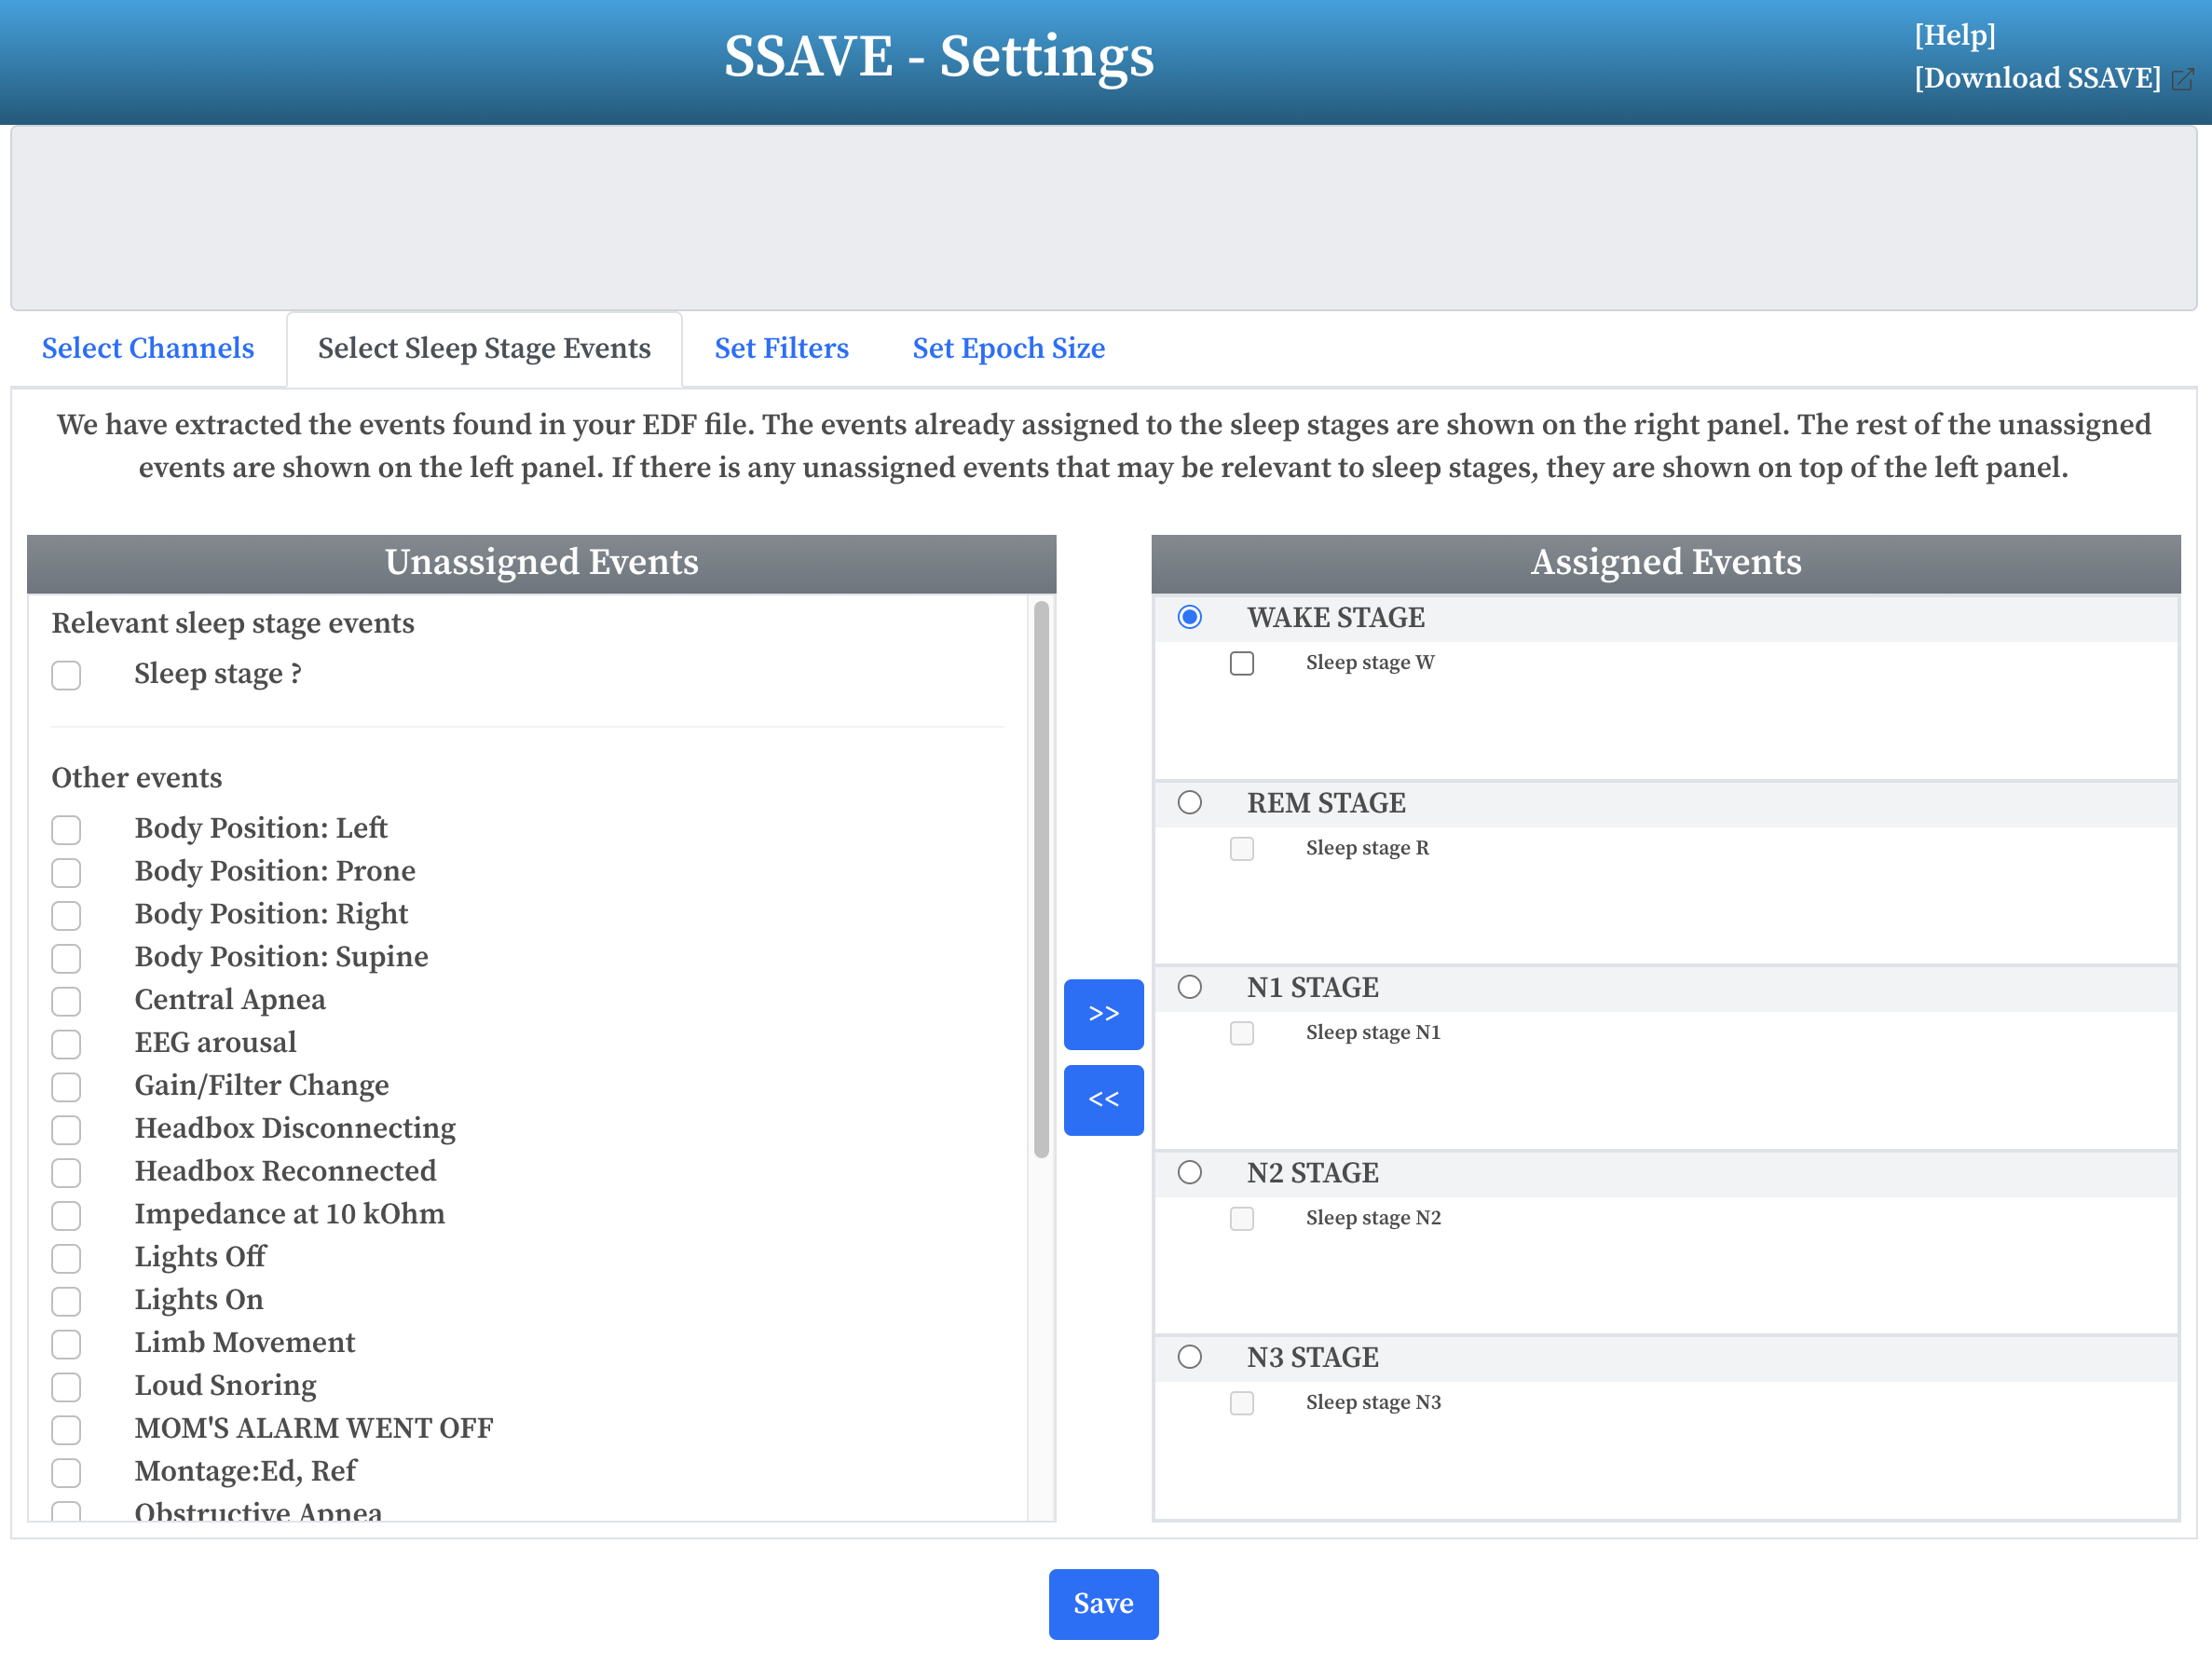 SSAVE - Settings
[Help]
[Download SSAVE]
Select Channels
Select Sleep Stage Events
Set Filters
Set Epoch Size
We have extracted the events found in your EDF file. The events already assigned to the sleep stages are shown on the right panel. The rest of the unassigned
events are shown on the left panel. If there is any unassigned events that may be relevant to sleep stages, they are shown on top of the left panel.
Unassigned Events
Relevant sleep stage events
Sleep stage ?
Other events
Body Position: Left
Body Position: Prone
Body Position: Right
Body Position: Supine
Central Apnea
EEG arousal
Gain/Filter Change
Headbox Disconnecting
Headbox Reconnected
Impedance at 10 kOhm
Lights Off
Lights On
Limb Movement
Loud Snoring
MOM'S ALARM WENT OFF
Montage:Ed, Ref
Obstructive Apnea
>>
<<
Assigned Events
WAKE STAGE
Sleep stage W
REM STAGE
Sleep stage R
N1 STAGE
Sleep stage N1
N2 STAGE
Sleep stage N2
N3 STAGE
Sleep stage N3
Save